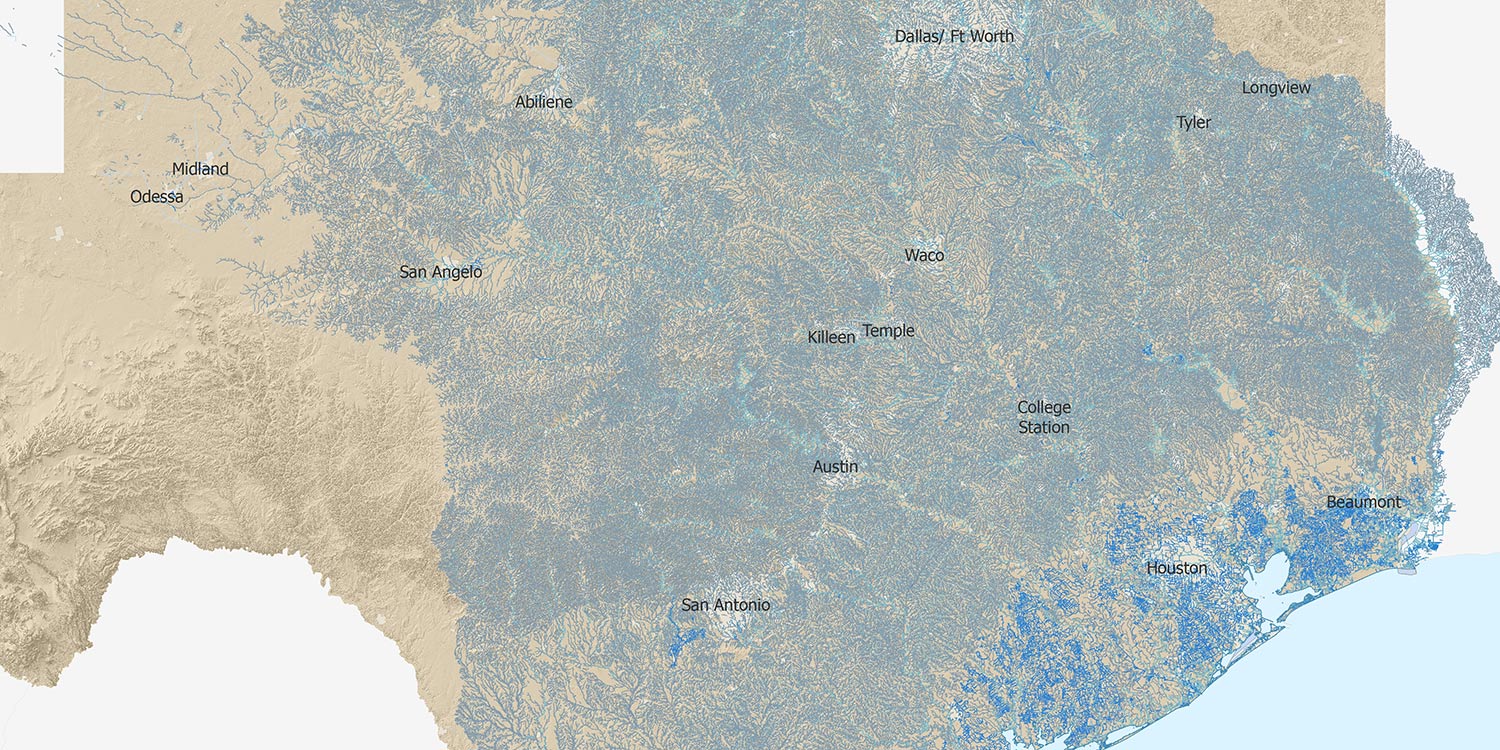 Dallas/ Ft Worth
Longview
Abiliene
Tyler
Midland
Odessa
Waco
San Angelo
Temple
Killeen
College
Station
Austin
Beaumont
Houston
San Antonio